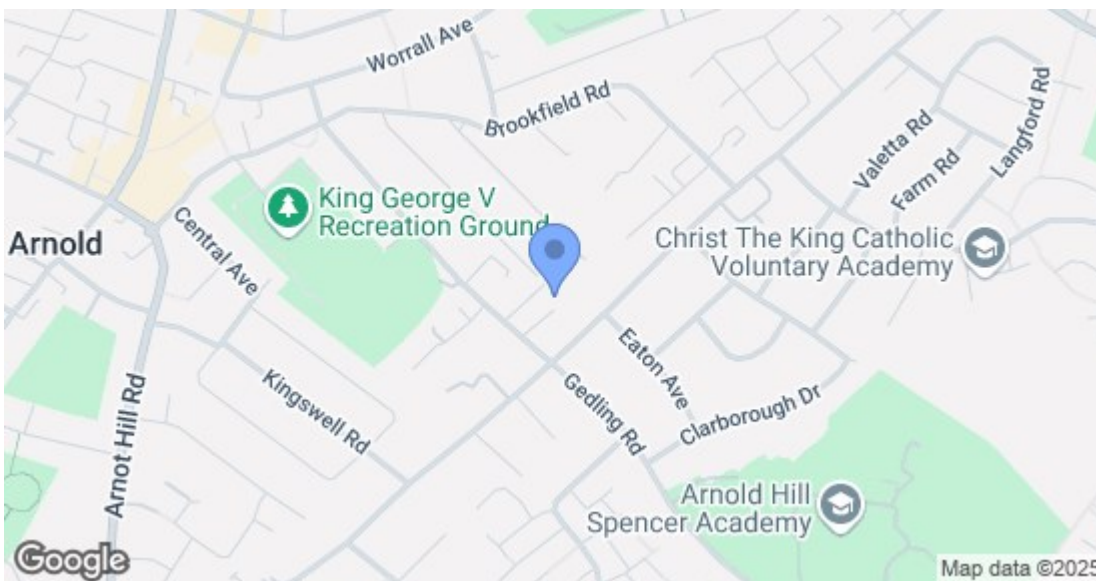 Worrall Ave
Brookfield Rd
Langford Rd
Valetta Rd
Farm Rd
King George V
Recreation Ground
Central Ave
Arnold
Christ The King Catholic
Voluntary Academy
Eaton Ave
Kingswell Rd
Gedling Rd
Clarborough Dr
Arnot Hill Rd
Arnold Hill
Spencer Academy
Google
Map data ©2025